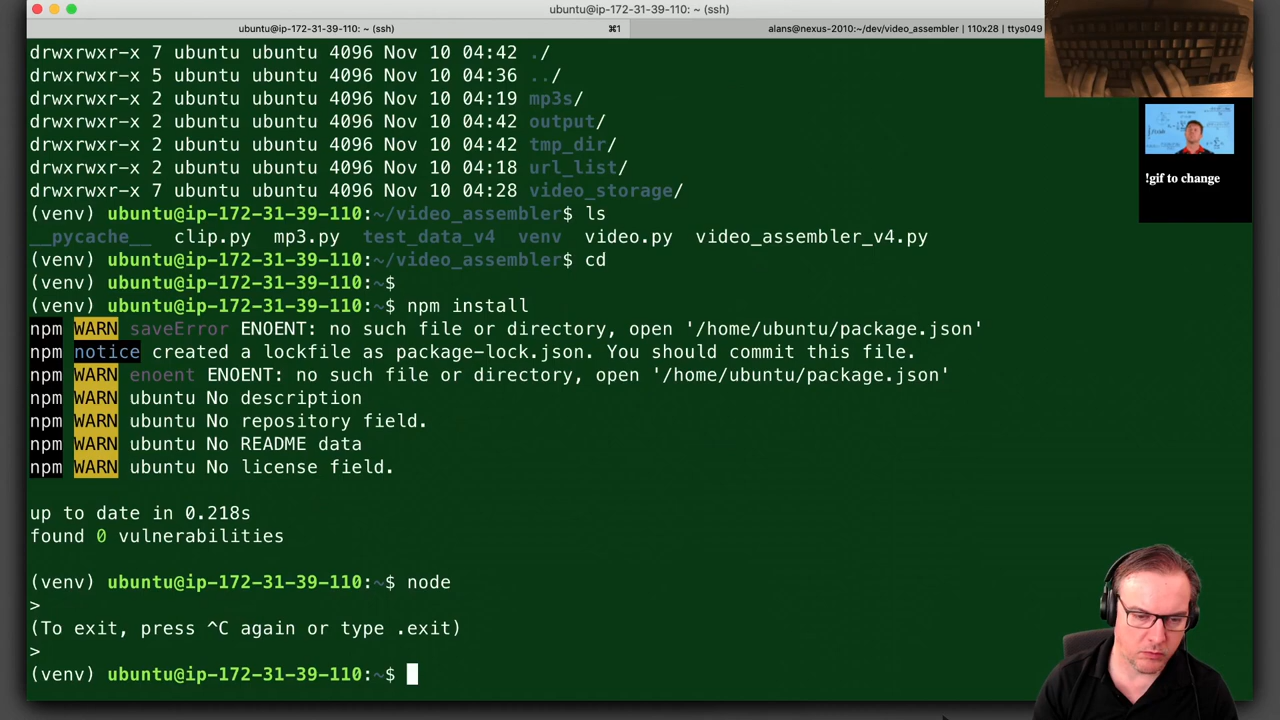 ubuntu@ip-172-31-39-110: ~ (ssh)
ubuntu@ip-172-31-39-110: ~ (ssh) ⌘1 alans@nexus-2010:~/dev/video_assembler | 110x28 | ttys049
drwxrwxr-x 7 ubuntu ubuntu 4096 Nov 10 04:42 ./
drwxrwxr-x 5 ubuntu ubuntu 4096 Nov 10 04:36 ../
drwxrwxr-x 2 ubuntu ubuntu 4096 Nov 10 04:19 mp3s/
drwxrwxr-x 2 ubuntu ubuntu 4096 Nov 10 04:42 output/
drwxrwxr-x 2 ubuntu ubuntu 4096 Nov 10 04:42 tmp_dir/
drwxrwxr-x 2 ubuntu ubuntu 4096 Nov 10 04:18 url_list/
drwxrwxr-x 7 ubuntu ubuntu 4096 Nov 10 04:28 video_storage/
(venv) ubuntu@ip-172-31-39-110:~/video_assembler$ ls
__pycache__ clip.py mp3.py test_data_v4 venv video.py video_assembler_v4.py
(venv) ubuntu@ip-172-31-39-110:~/video_assembler$ cd
(venv) ubuntu@ip-172-31-39-110:~$
(venv) ubuntu@ip-172-31-39-110:~$ npm install
npm WARN saveError ENOENT: no such file or directory, open '/home/ubuntu/package.json'
npm notice created a lockfile as package-lock.json. You should commit this file.
npm WARN enoent ENOENT: no such file or directory, open '/home/ubuntu/package.json'
npm WARN ubuntu No description
npm WARN ubuntu No repository field.
npm WARN ubuntu No README data
npm WARN ubuntu No license field.
up to date in 0.218s
found 0 vulnerabilities
(venv) ubuntu@ip-172-31-39-110:~$ node
>
(To exit, press ^C again or type .exit)
>
(venv) ubuntu@ip-172-31-39-110:~$
!gif to change